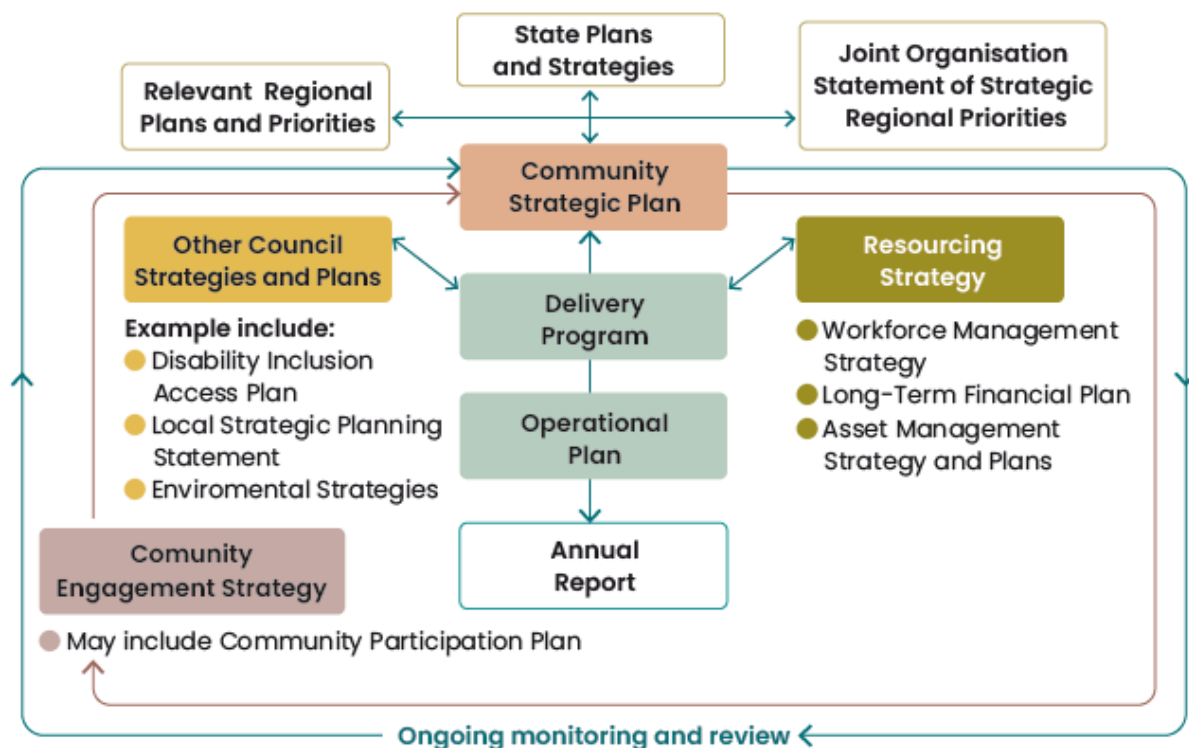 State Plans
and Strategies
Relevant Regional
Plans and Priorities
Joint Organisation
Statement of Strategic
Regional Priorities
Community
Strategic Plan
Other Council
Strategies and Plans
Example include:
Disability Inclusion
Access Plan
Local Strategic Planning
Statement
Enviromental Strategies
Delivery
Program
Operational
Plan
Annual
Report
Resourcing
Strategy
Workforce Management
Strategy
Long-Term Financial Plan
Asset Management
Strategy and Plans
Comunity
Engagement Strategy
May include Community Participation Plan
Ongoing monitoring and review